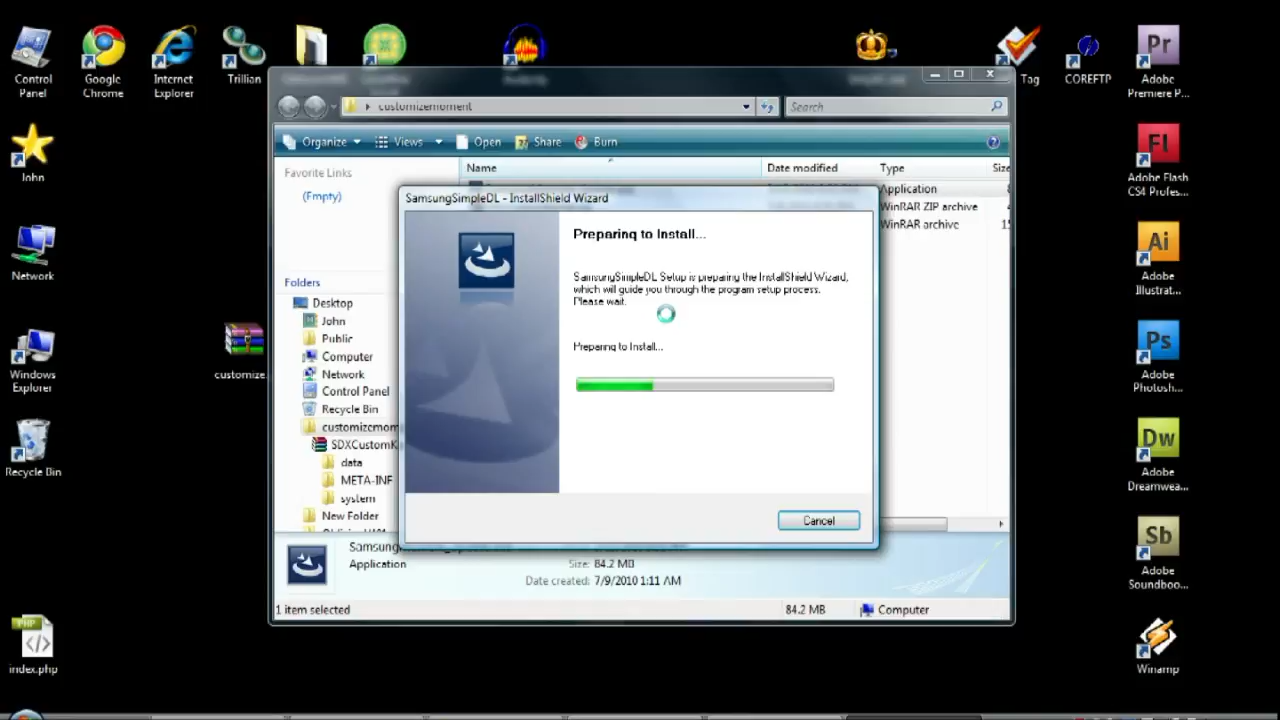 Control
Panel
Google
Chrome
Internet
Explorer
Trillian
Tag
COREFTP
Adobe
Premiere P...
customizemoment
Search
Organize
Views
Open
Share
Burn
Favorite Links
(Empty)
Name
Date modified
Type
Size
Application
WinRAR ZIP archive
WinRAR archive
SamsungSimpleDL - InstallShield Wizard
Preparing to Install...
SamsungSimpleDL Setup is preparing the InstallShield Wizard,
which will guide you through the program setup process.
Please wait.
Preparing to Install...
Cancel
Folders
Desktop
John
Public
Computer
Network
Control Panel
Recycle Bin
customizemom
SDXCustomK
data
META-INF
system
New Folder
Application
Size: 84.2 MB
Date created: 7/9/2010 1:11 AM
1 item selected
84.2 MB
Computer
John
Network
Windows
Explorer
Recycle Bin
PHP
index.php
customize
Pr
Fl
Adobe Flash
CS4 Profes...
Ai
Adobe
Illustrat...
Ps
Adobe
Photosh...
Dw
Adobe
Dreamwea...
Sb
Adobe
Soundboo...
Winamp